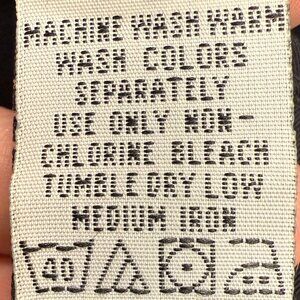 MACHINE WASH WARM
WASH COLORS
SEPARATELY
USE ONLY NON-
CHLORINE BLEACH
TUMBLE DRY LOW
MEDIUM IRON
40